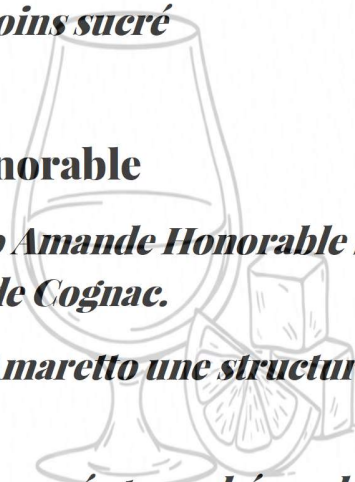 oins sucré
norable
Amande Honorable
de Cognac.
maretto une structur